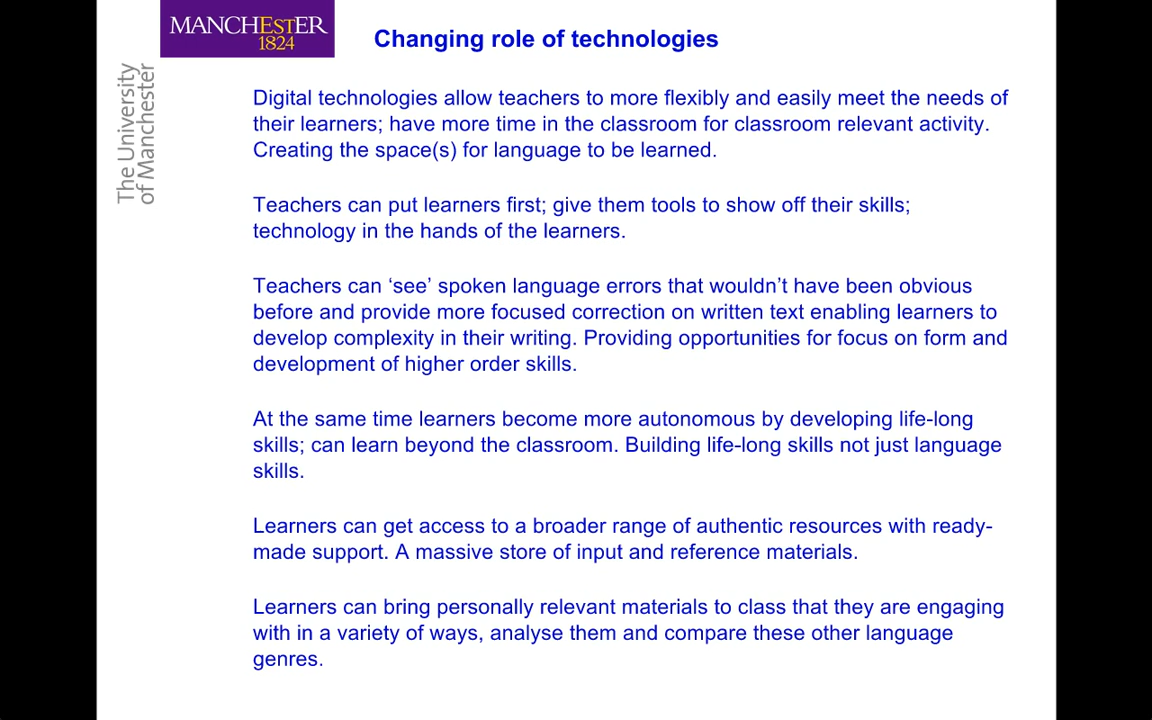 MANCHESTER
1824
The University
of Manchester
Changing role of technologies
Digital technologies allow teachers to more flexibly and easily meet the needs of
their learners; have more time in the classroom for classroom relevant activity.
Creating the space(s) for language to be learned.
Teachers can put learners first; give them tools to show off their skills;
technology in the hands of the learners.
Teachers can ‘see’ spoken language errors that wouldn’t have been obvious
before and provide more focused correction on written text enabling learners to
develop complexity in their writing. Providing opportunities for focus on form and
development of higher order skills.
At the same time learners become more autonomous by developing life-long
skills; can learn beyond the classroom. Building life-long skills not just language
skills.
Learners can get access to a broader range of authentic resources with ready-
made support. A massive store of input and reference materials.
Learners can bring personally relevant materials to class that they are engaging
with in a variety of ways, analyse them and compare these other language
genres.